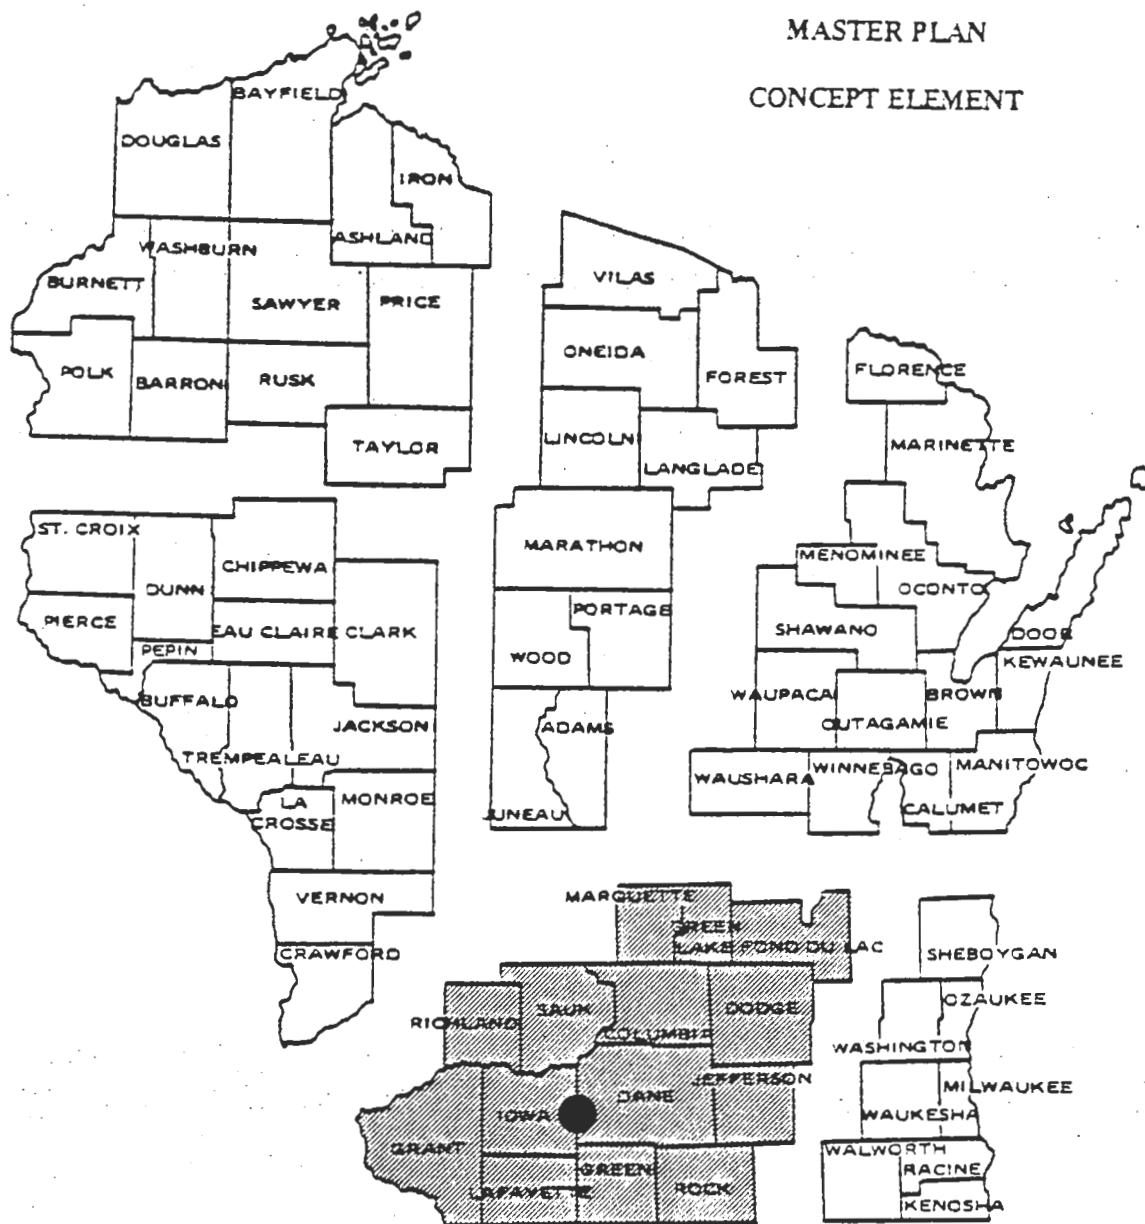 MASTER PLAN
CONCEPT ELEMENT
BAYFIELD
DOUGLAS
IRON
ASHLAND
WASHBURN
BURNETT
SAWYER
PRICE
POLK
BARRON
RUSK
TAYLOR
VILAS
ONEIDA
FOREST
LINCOLN
LANGLADE
FLORENCE
MARINETTE
ST. CROIX
CHIPPEWA
DUNN
PIERCE
EAU CLAIRE
CLARK
PEPIN
BUFFALO
JACKSON
TREMPEALEAU
LA
CROSSE
MONROE
VERNON
CRAWFORD
MARATHON
PORTAGE
WOOD
ADAMS
JUNEAU
MENOMINEE
OCONTO
SHAWANO
DOOR
KEWAUNEE
WAUPACA
BROWN
OUTAGAMIE
WAUSHARA
WINNEBAGO
MANITOWOC
CALUMET
MARQUETTE
GREEN
LAKE
FOND DU LAC
SHEBOYGAN
RICHLAND
SAUK
COLUMBIA
DODGE
OZAUKEE
WASHINGTON
JEFFERSON
DANE
IOWA
MILWAUKEE
WAUKESHA
GRANT
WALWORTH
GREEN
LAFAYETTE
ROCK
RACINE
KENOSHA